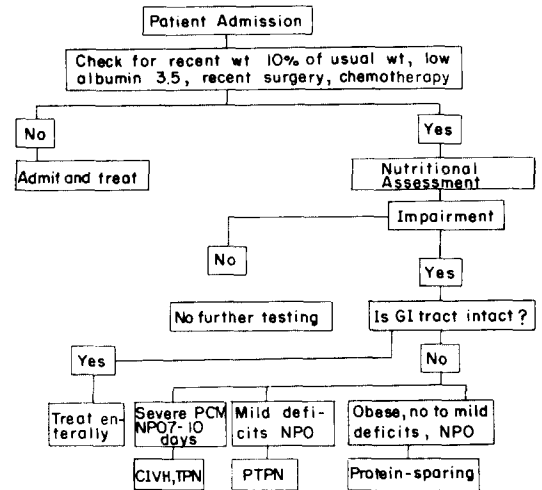 Patient Admission
Check for recent wt 10% of usual wt, low
albumin 3.5, recent surgery, chemotherapy
No
Yes
Admit and treat
Nutritional
Assessment
Impairment
No
Yes
No further testing
Is GI tract intact?
Yes
No
Treat en-
terally
Severe PCM
NPO7-10
days
Mild defi-
cits NPO
Obese, no to mild
deficits, NPO
CIVH, TPN
PTPN
Protein-sparing